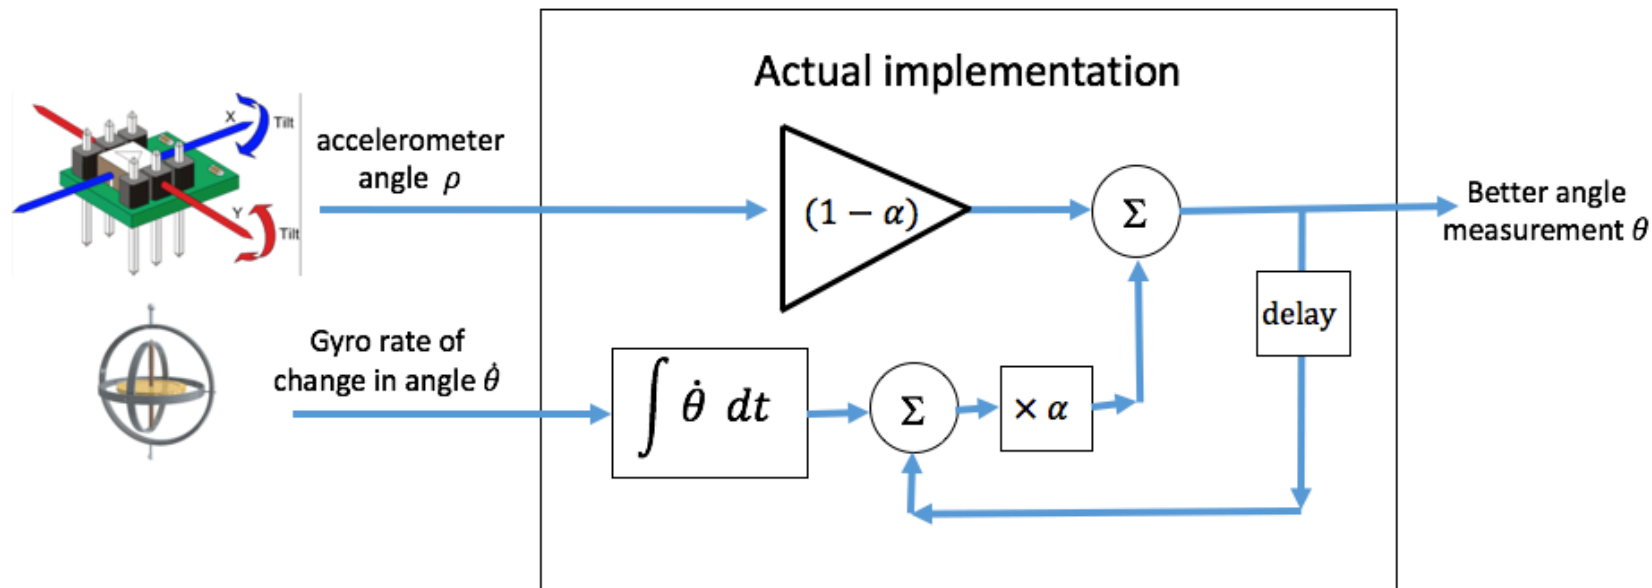 Actual implementation
X
Tilt
Y
Tilt
accelerometer
angle ρ
(1 − α)
Σ
Better angle
measurement θ
delay
Gyro rate of
change in angle θ̇
∫ θ̇ dt
Σ
× α